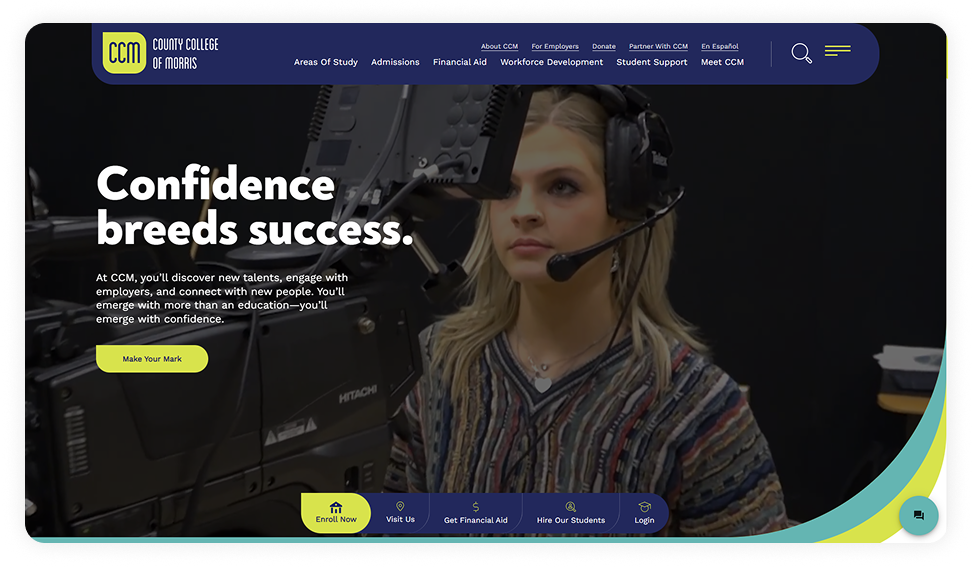 CCM
COUNTY COLLEGE
OF MORRIS
About CCM For Employers Donate Partner With CCM En Español
Areas Of Study Admissions Financial Aid Workforce Development Student Support Meet CCM
Confidence
breeds success.
At CCM, you’ll discover new talents, engage with
employers, and connect with new people. You’ll
emerge with more than an education—you’ll
emerge with confidence.
Make Your Mark
HITACHI
Telex
Enroll Now Visit Us Get Financial Aid Hire Our Students Login